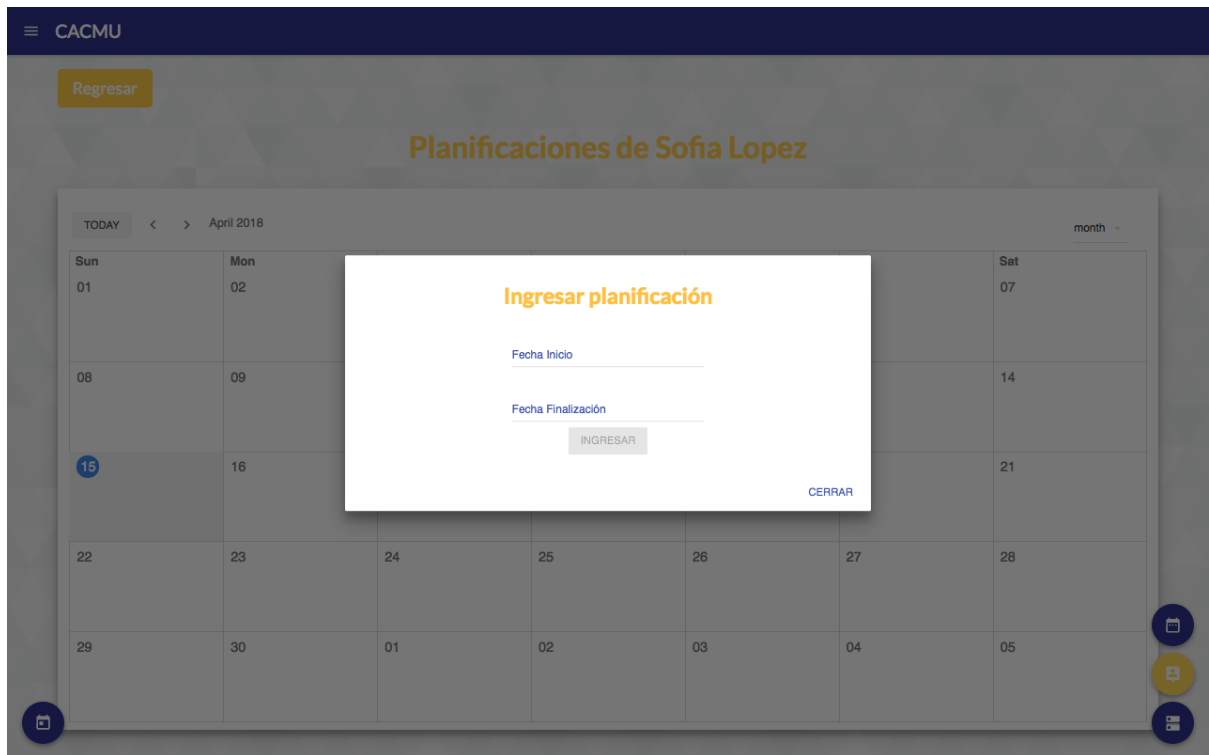 CACMU
Regresar
Planificaciones de Sofia Lopez
TODAY < > April 2018 month
Sun Mon Sat
01 02 07
Ingresar planificación
Fecha Inicio
08 09 14
Fecha Finalización
INGRESAR
15 16 21
CERRAR
22 23 24 25 26 27 28
29 30 01 02 03 04 05